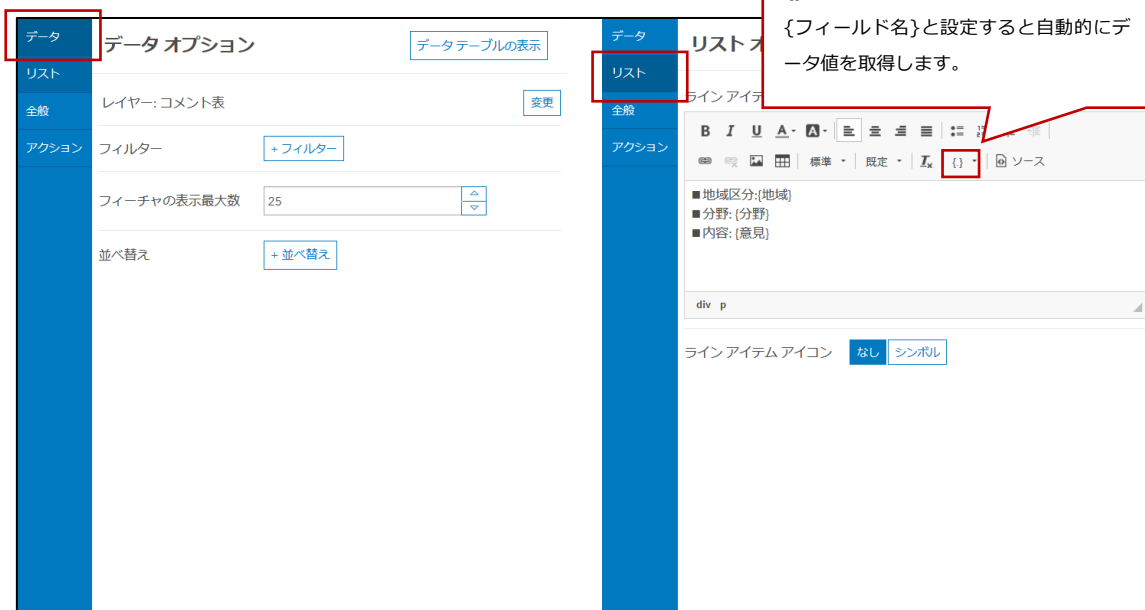 {フィールド名}と設定すると自動的にデ
ータ値を取得します。
データ
リスト
全般
アクション
データ オプション
データ テーブルの表示
レイヤー: コメント表
変更
フィルター
+ フィルター
フィーチャの表示最大数
25
並べ替え
+ 並べ替え
データ
リスト
全般
アクション
リスト
ライン アイテ
B I U A A
標準
既定
Ix
{}
ソース
■地域区分:{地域}
■分野: {分野}
■内容: {意見}
div p
ライン アイテム アイコン
なし
シンボル